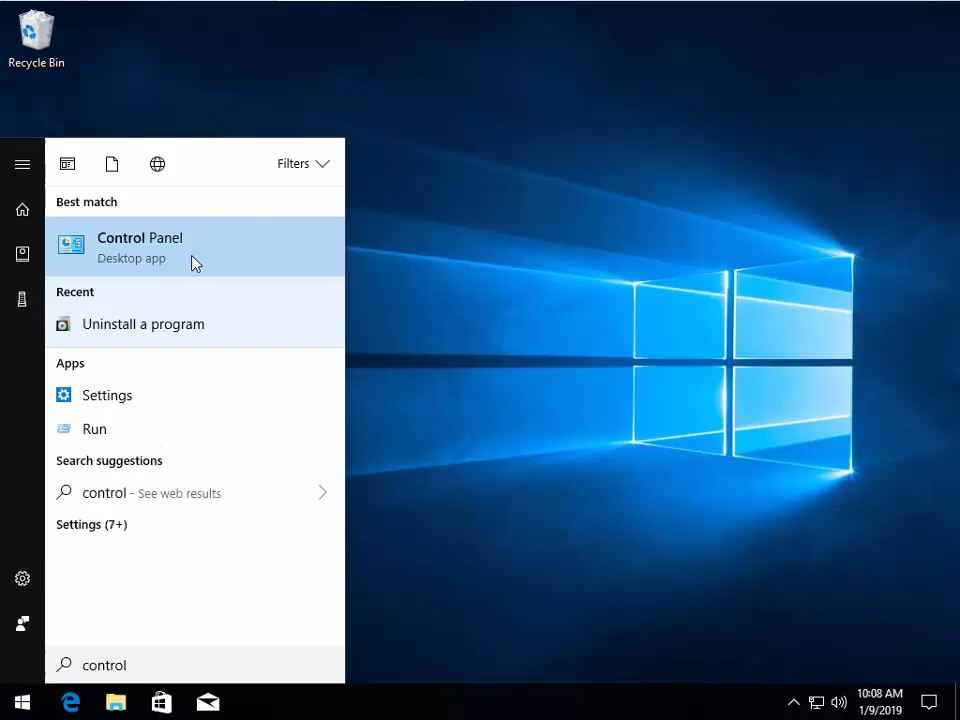 Recycle Bin
Filters
Best match
Control Panel
Desktop app
Recent
Uninstall a program
Apps
Settings
Run
Search suggestions
control - See web results
Settings (7+)
control
10:08 AM
1/9/2019